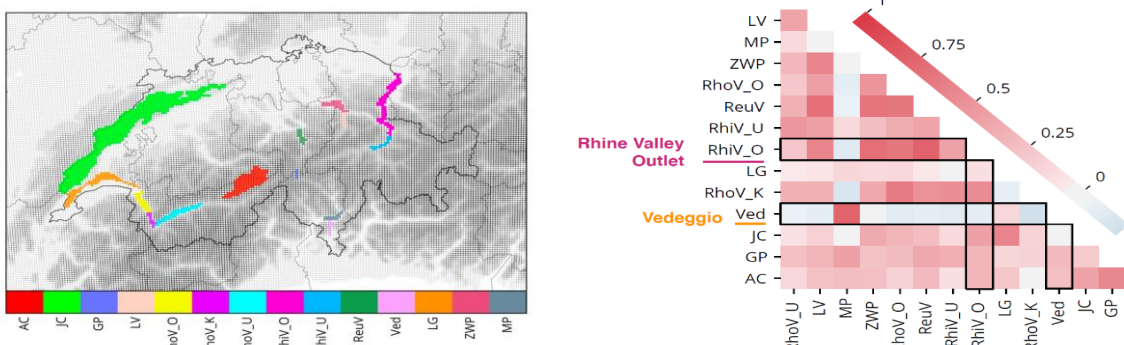 AC
JC
GP
LV
hoV_O
RhoV_K
RhoV_U
RhiV_O
RhiV_U
ReuV
Ved
LG
ZWP
MP
LV
MP
ZWP
RhoV_O
ReuV
RhiV_U
Rhine Valley
Outlet
RhiV_O
LG
RhoV_K
Vedeggio
Ved
JC
GP
AC
0.75
0.5
0.25
0
RhoV_U
LV
MP
ZWP
RhoV_O
ReuV
RhiV_U
RhiV_O
LG
RhoV_K
Ved
JC
GP